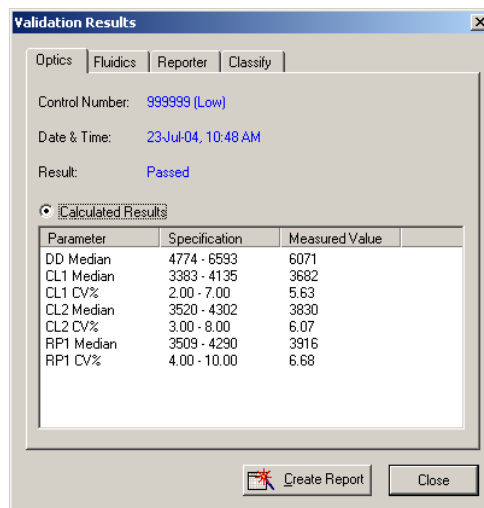 Validation Results
Optics Fluidics Reporter Classify
Control Number: 999999 (Low)
Date & Time: 23-Jul-04, 10:48 AM
Result: Passed
Calculated Results
Parameter Specification Measured Value
DD Median 4774 - 6593 6071
CL1 Median 3383 - 4135 3682
CL1 CV% 2.00 - 7.00 5.63
CL2 Median 3520 - 4302 3830
CL2 CV% 3.00 - 8.00 6.07
RP1 Median 3509 - 4290 3916
RP1 CV% 4.00 - 10.00 6.68
Create Report Close